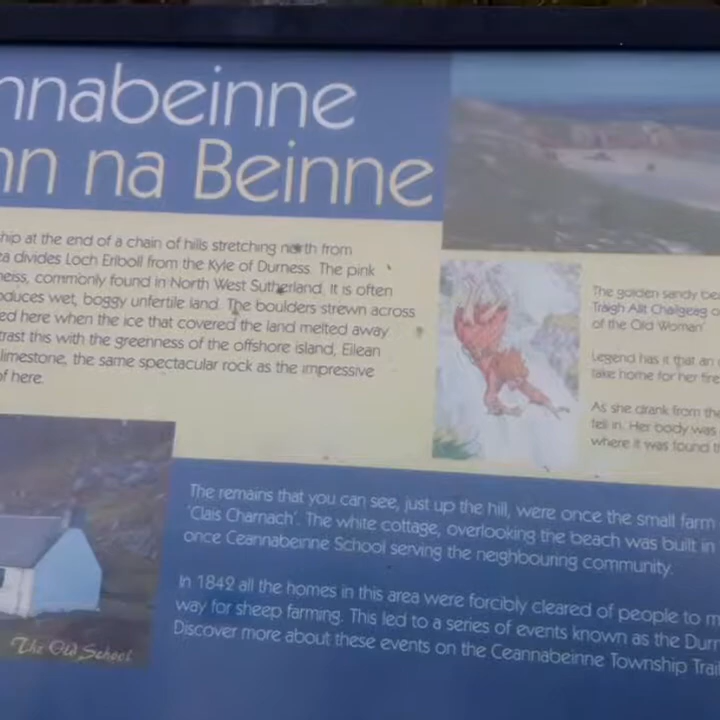 nnabeinne
nn na Beinne
ship at the end of a chain of hills stretching north from
ea divides Loch Eriboll from the Kyle of Durness. The pink
neiss, commonly found in North West Sutherland. It is often
oduces wet, boggy unfertile land. The boulders strewn across
ed here when the ice that covered the land melted away.
trast this with the greenness of the offshore island, Eilean
limestone, the same spectacular rock as the impressive
of here.
The golden sandy be
Traigh Allt Chailgeag o
of the Old Woman'
Legend has it that an
take home for her fire
As she drank from the
fell in. Her body was
where it was found th
The remains that you can see, just up the hill, were once the small farm
'Clais Charnach'. The white cottage, overlooking the beach was built in
once Ceannabeinne School serving the neighbouring community.
In 1842 all the homes in this area were forcibly cleared of people to m
way for sheep farming. This led to a series of events known as the Durn
Discover more about these events on the Ceannabeinne Township Trail
The Old School